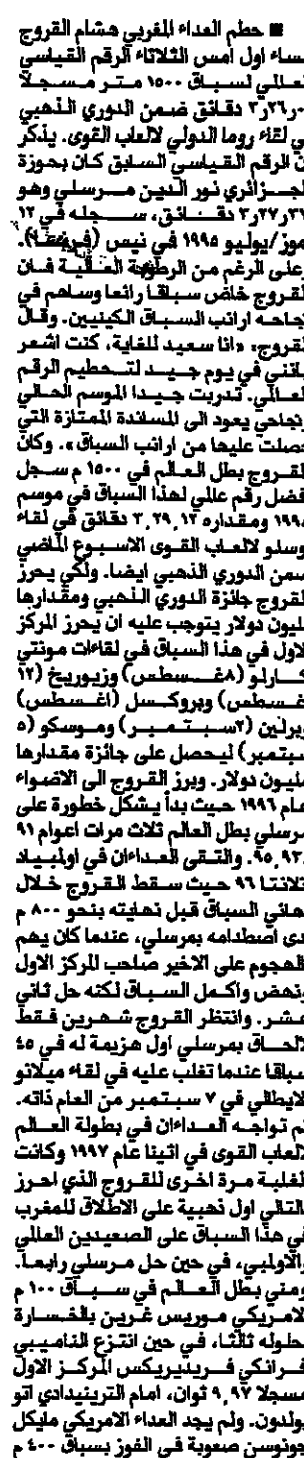 ■ حطم العداء المغربي هشام القروج
مساء اول امس الثلاثاء الرقم القياسي
العالمي لسباق ١٥٠٠ متر مسجلا
٠٠ر٢٦ر٣ دقائق ضمن الدوري الذهبي
في لقاء روما الدولي لالعاب القوى. يذكر
ان الرقم القياسي السابق كان بحوزة
الجزائري نور الدين مرسلي وهو
٣٧ر٢٧ر٣ دقائق، سجله في ١٢
تموز/يوليو ١٩٩٥ في نيس (فرنسا).
وعلى الرغم من الرطوبة العالية فان
القروج خاض سباقا رائعا وساهم في
نجاحه ارانب السباق الكينيين. وقال
القروج: «انا سعيد للغاية، كنت اشعر
بانني في يوم جيد لتحطيم الرقم
العالمي. تدربت جيدا الموسم الحالي
ونجاحي يعود الى المساندة الممتازة التي
حصلت عليها من ارانب السباق». وكان
القروج بطل العالم في ١٥٠٠ م سجل
افضل رقم عالمي لهذا السباق في موسم
١٩٩٨ ومقداره ١٢, ٢٩, ٣ دقائق في لقاء
اوسلو لالعاب القوى الاسبوع الماضي
ضمن الدوري الذهبي ايضا. ولكي يحرز
القروج جائزة الدوري الذهبي ومقدارها
مليون دولار يتوجب عليه ان يحرز المركز
الاول في هذا السباق في لقاءات مونتي
كارلو (٨غسسطس) وزيوريخ (١٢
اغسطس) وبروكسل (اغسطس)
وبرلين (٢سبتمبر) وموسكو (٥
سبتمبر) ليحصل على جائزة مقدارها
مليون دولار. وبرز القروج الى الاضواء
عام ١٩٩٦ حيث بدأ يشكل خطورة على
مرسلي بطل العالم ثلاث مرات اعوام ٩١
و٩٣, ٩٥. والتقى العداءان في اولمبياد
اتلانتا ٩٦ حيث سقط القروج خلال
نهائي السباق قبل نهايته بنحو ٨٠٠ م
لدى اصطدامه بمرسلي، عندما كان يهم
بالهجوم على الاخير صاحب المركز الاول
ونهض واكمل السباق لكنه حل ثاني
عشر. وانتظر القروج شهرين فقط
لالحاق بمرسلي اول هزيمة له في ٤٥
سباقا عندما تغلب عليه في لقاء ميلانو
الايطالي في ٧ سبتمبر من العام ذاته.
ثم تواجه العداءان في بطولة العالم
لالعاب القوى في اثينا عام ١٩٩٧ وكانت
الغلبة مرة اخرى للقروج الذي احرز
بالتالي اول ذهبية على الاطلاق للمغرب
في هذا السباق على الصعيدين العالمي
والاولمبي، في حين حل مرسلي رابعا.
ومني بطل العالم في سباق ١٠٠ م
الامريكي موريس غرين بالخسارة
بحلوله ثالثا، في حين انتزع الناميبي
فرانكي فريديريكس المركز الاول
مسجلا ٩,٩٧ ثوان، امام الترينيدادي اتو
بولدون. ولم يجد العداء الامريكي مايكل
جونوسن صعوبة في الفوز بسباق ٤٠٠ م